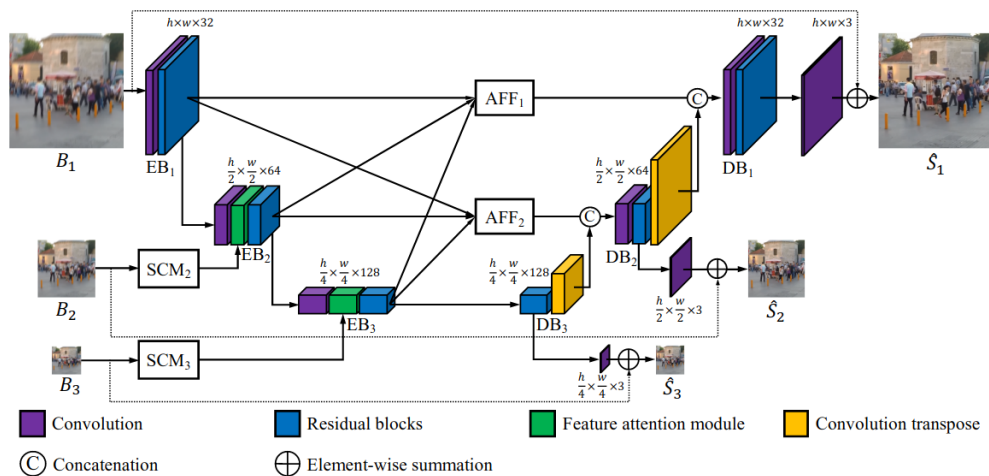 h×w×32
h×w×32
h×w×3
B₁
EB₁
AFF₁
C
DB₁
Ŝ₁
h/2 × w/2 ×64
h/2 × w/2 ×64
AFF₂
C
EB₂
DB₂
B₂
SCM₂
h/4 × w/4 ×128
h/4 × w/4 ×128
h/2 × w/2 ×3
Ŝ₂
EB₃
DB₃
B₃
SCM₃
h/4 × w/4 ×3
Ŝ₃
Convolution
Residual blocks
Feature attention module
Convolution transpose
C Concatenation
Element-wise summation